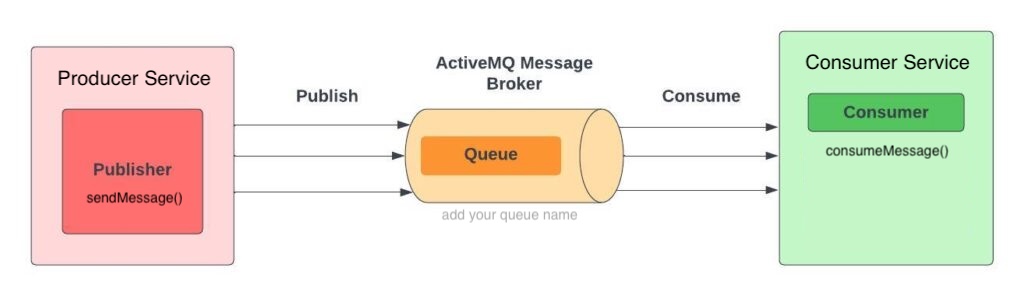 Producer Service
Publisher
sendMessage()
Publish
ActiveMQ Message
Broker
Queue
add your queue name
Consume
Consumer Service
Consumer
consumeMessage()